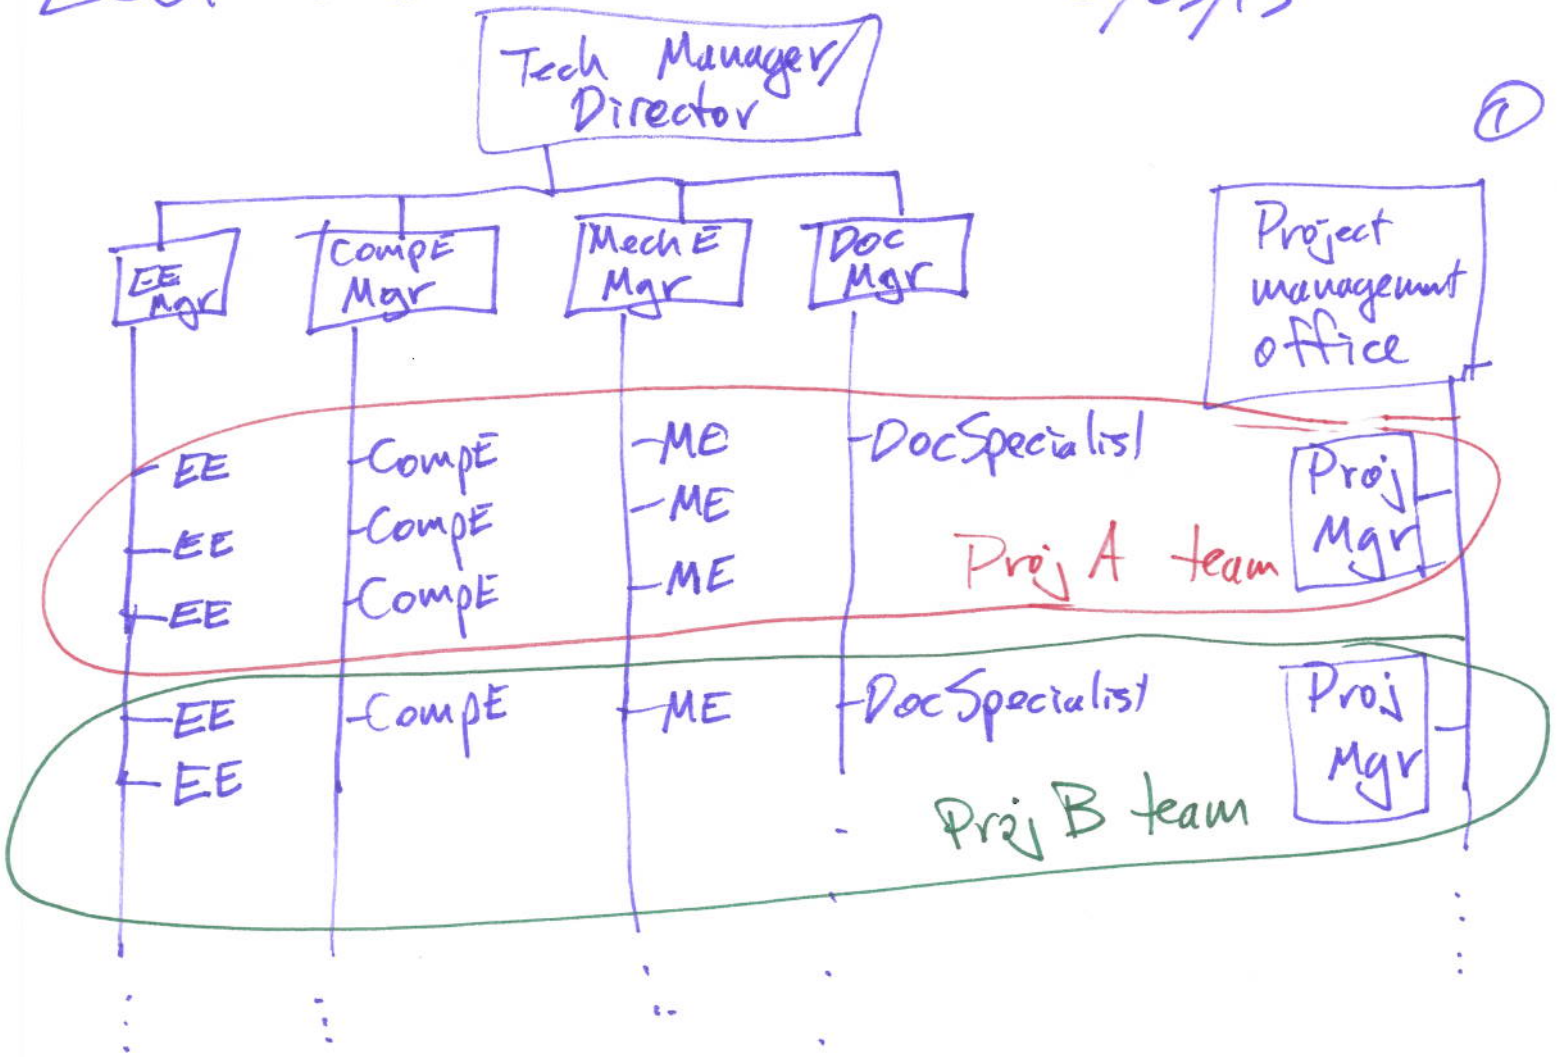 Tech Manager/
Director
1
EE
Mgr
CompE
Mgr
MechE
Mgr
Doc
Mgr
Project
management
office
EE
CompE
ME
DocSpecialist
Proj
Mgr
EE
CompE
ME
EE
CompE
ME
Proj A team
EE
CompE
ME
DocSpecialist
Proj
Mgr
EE
Proj B team